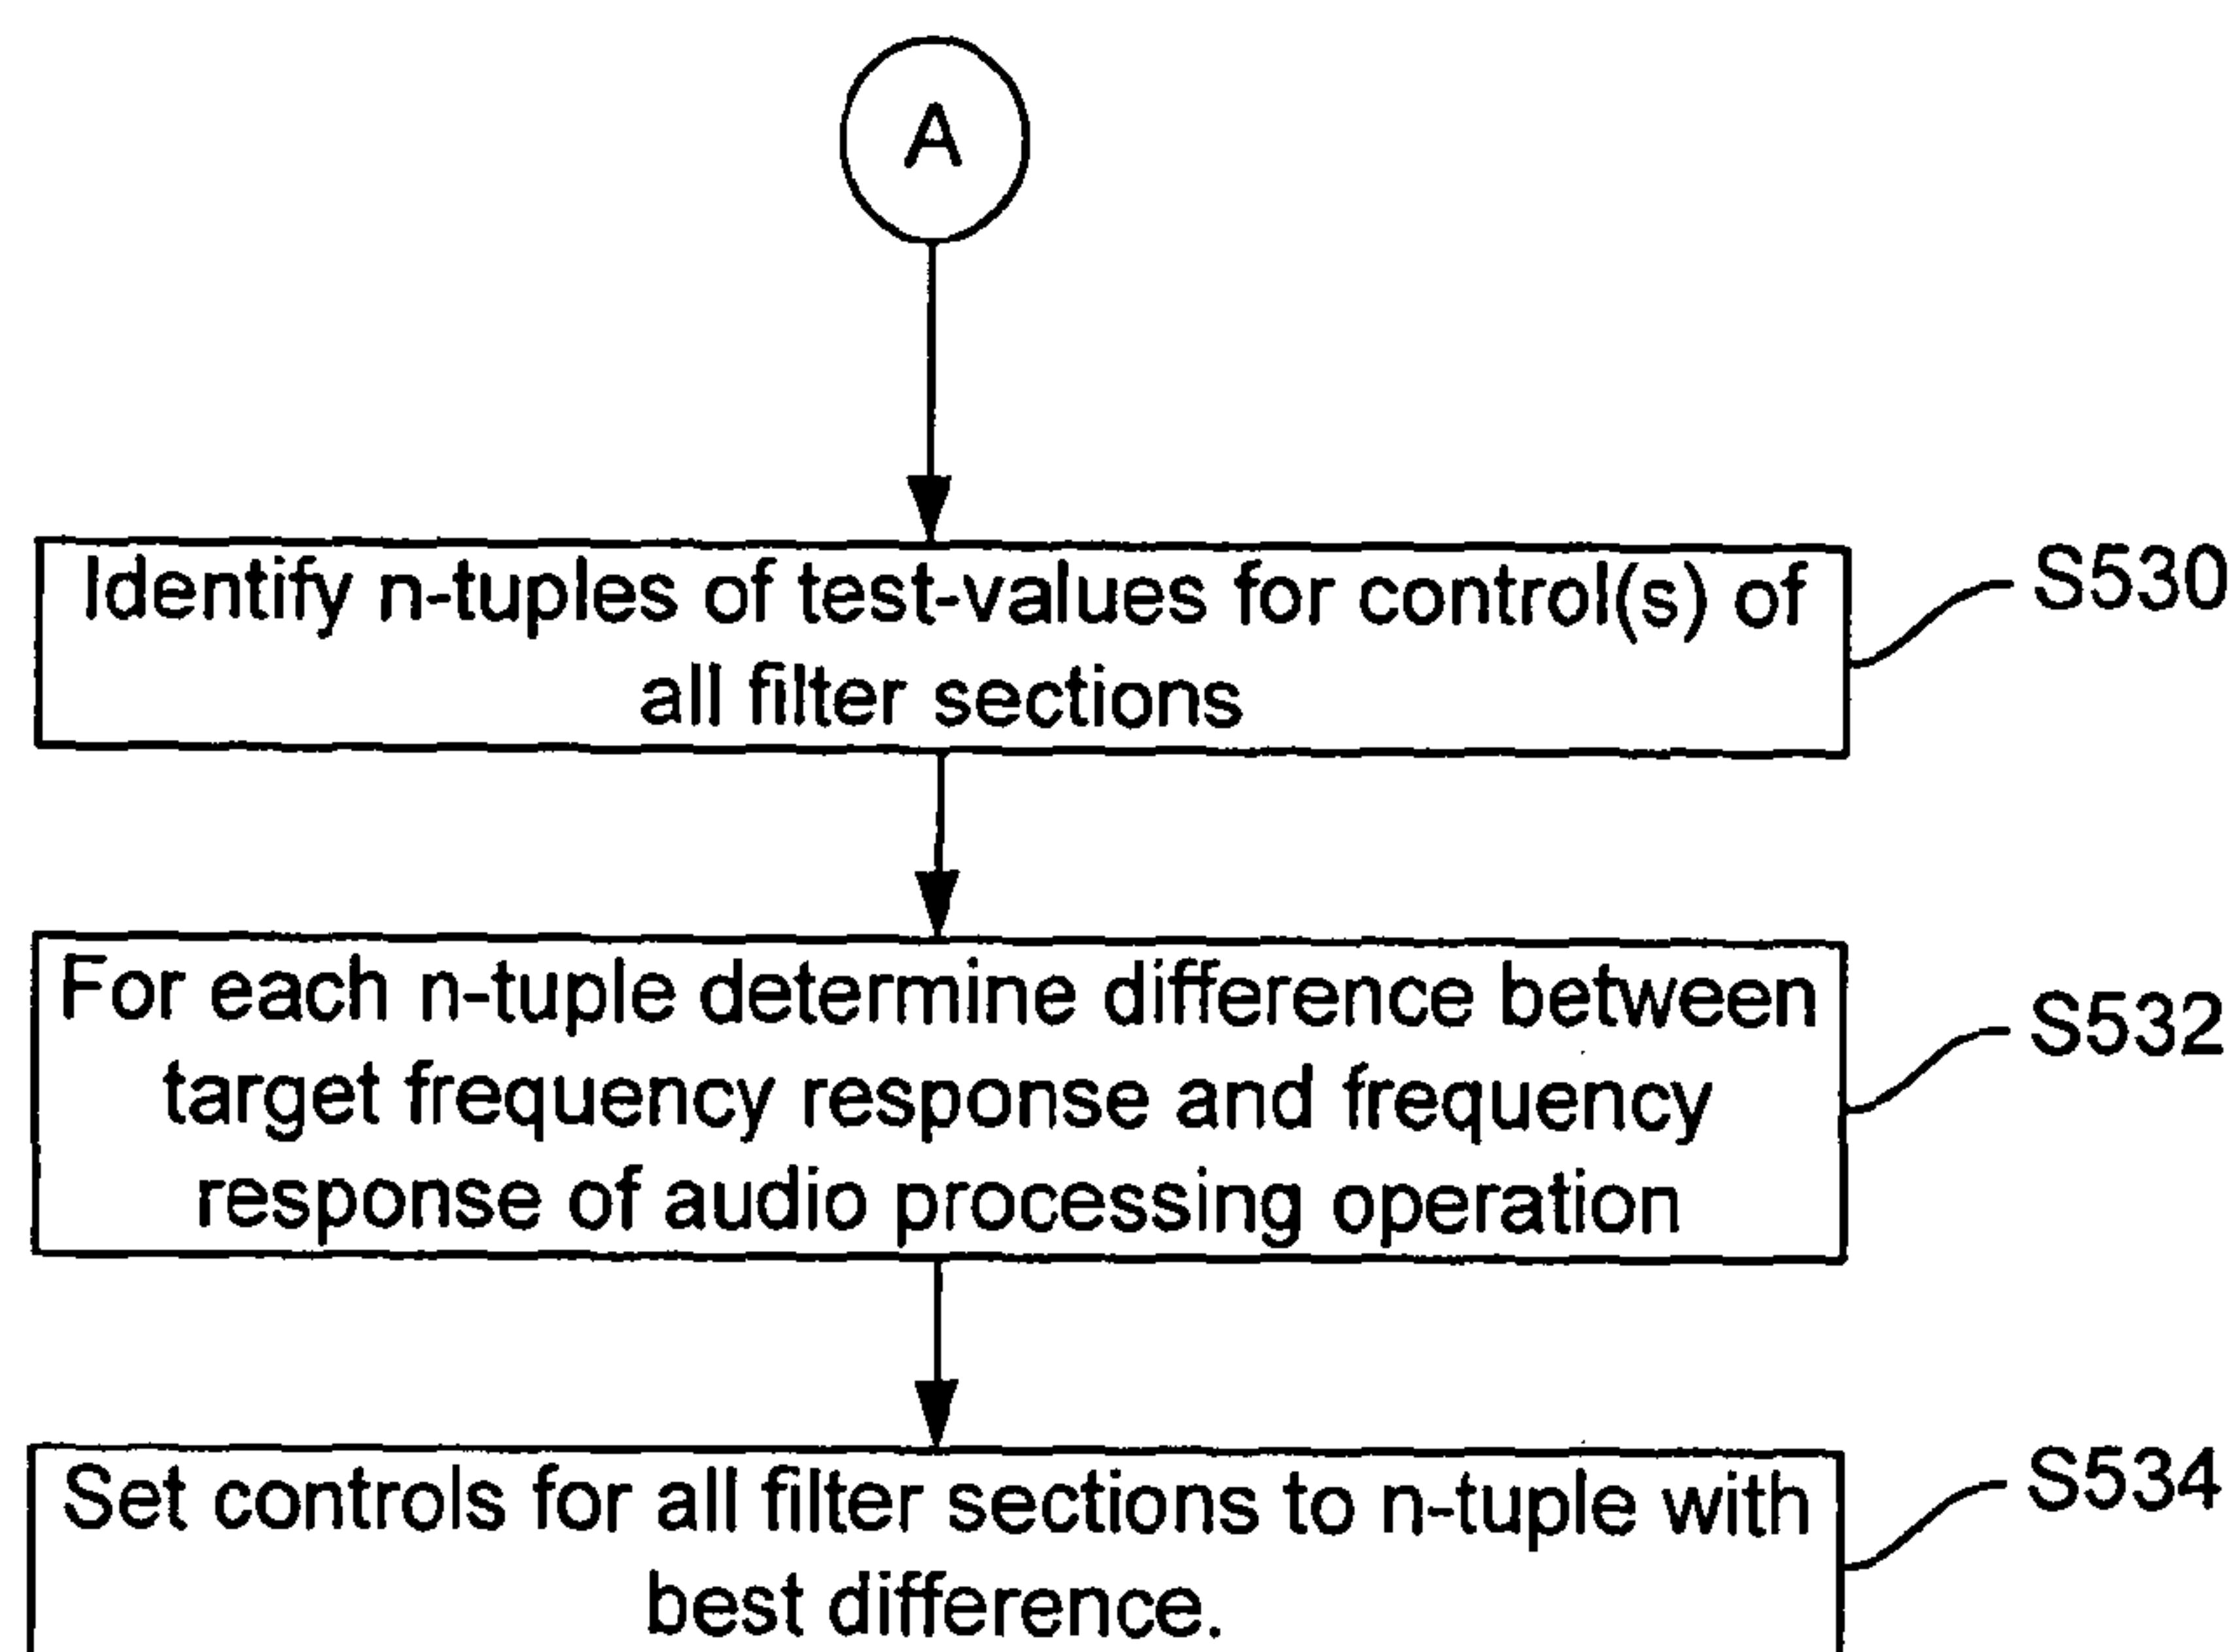 A
Identify n-tuples of test-values for control(s) of
all filter sections
S530
For each n-tuple determine difference between
target frequency response and frequency
response of audio processing operation
S532
Set controls for all filter sections to n-tuple with
best difference.
S534